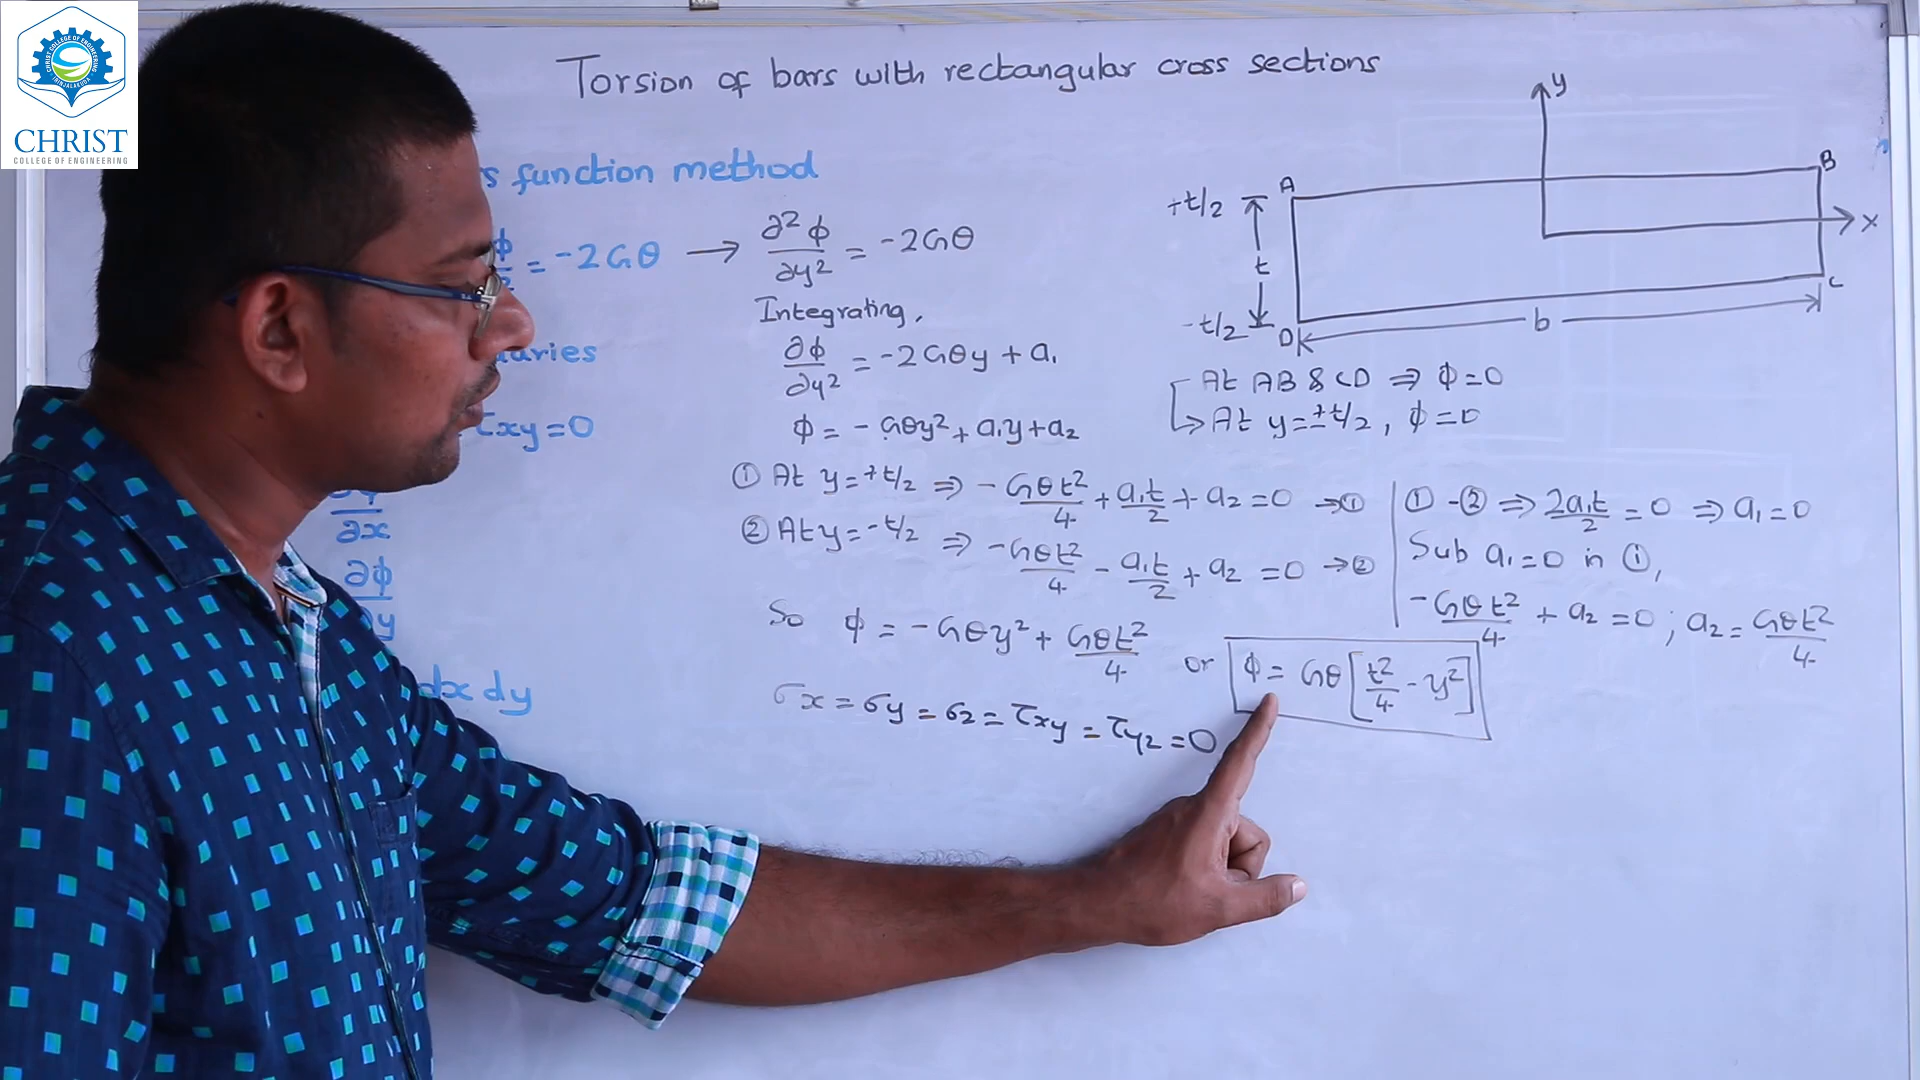 CHRIST COLLEGE OF ENGINEERING
CHRIST
COLLEGE OF ENGINEERING
Torsion of bars with rectangular cross sections
function method
= -2Gθ → ∂²ϕ/∂y² = -2Gθ
Integrating,
∂ϕ/∂y² = -2Gθy + a₁
ϕ = -Gθy² + a₁y + a₂
τxy = 0
∂x
∂ϕ
dx dy
y
x
A
B
C
D
+t/2
t
-t/2
b
At AB & CD ⇒ ϕ = 0
↳ At y = ±t/2, ϕ = 0
① At y = +t/2 ⇒ -Gθt²/4 + a₁t/2 + a₂ = 0 → ①
② At y = -t/2 ⇒ -Gθt²/4 - a₁t/2 + a₂ = 0 → ②
① - ② ⇒ 2a₁t/2 = 0 ⇒ a₁ = 0
Sub a₁ = 0 in ①,
-Gθt²/4 + a₂ = 0 ; a₂ = Gθt²/4
So ϕ = -Gθy² + Gθt²/4 or ϕ = Gθ[t²/4 - y²]
σx = σy = σz = τxy = τyz = 0